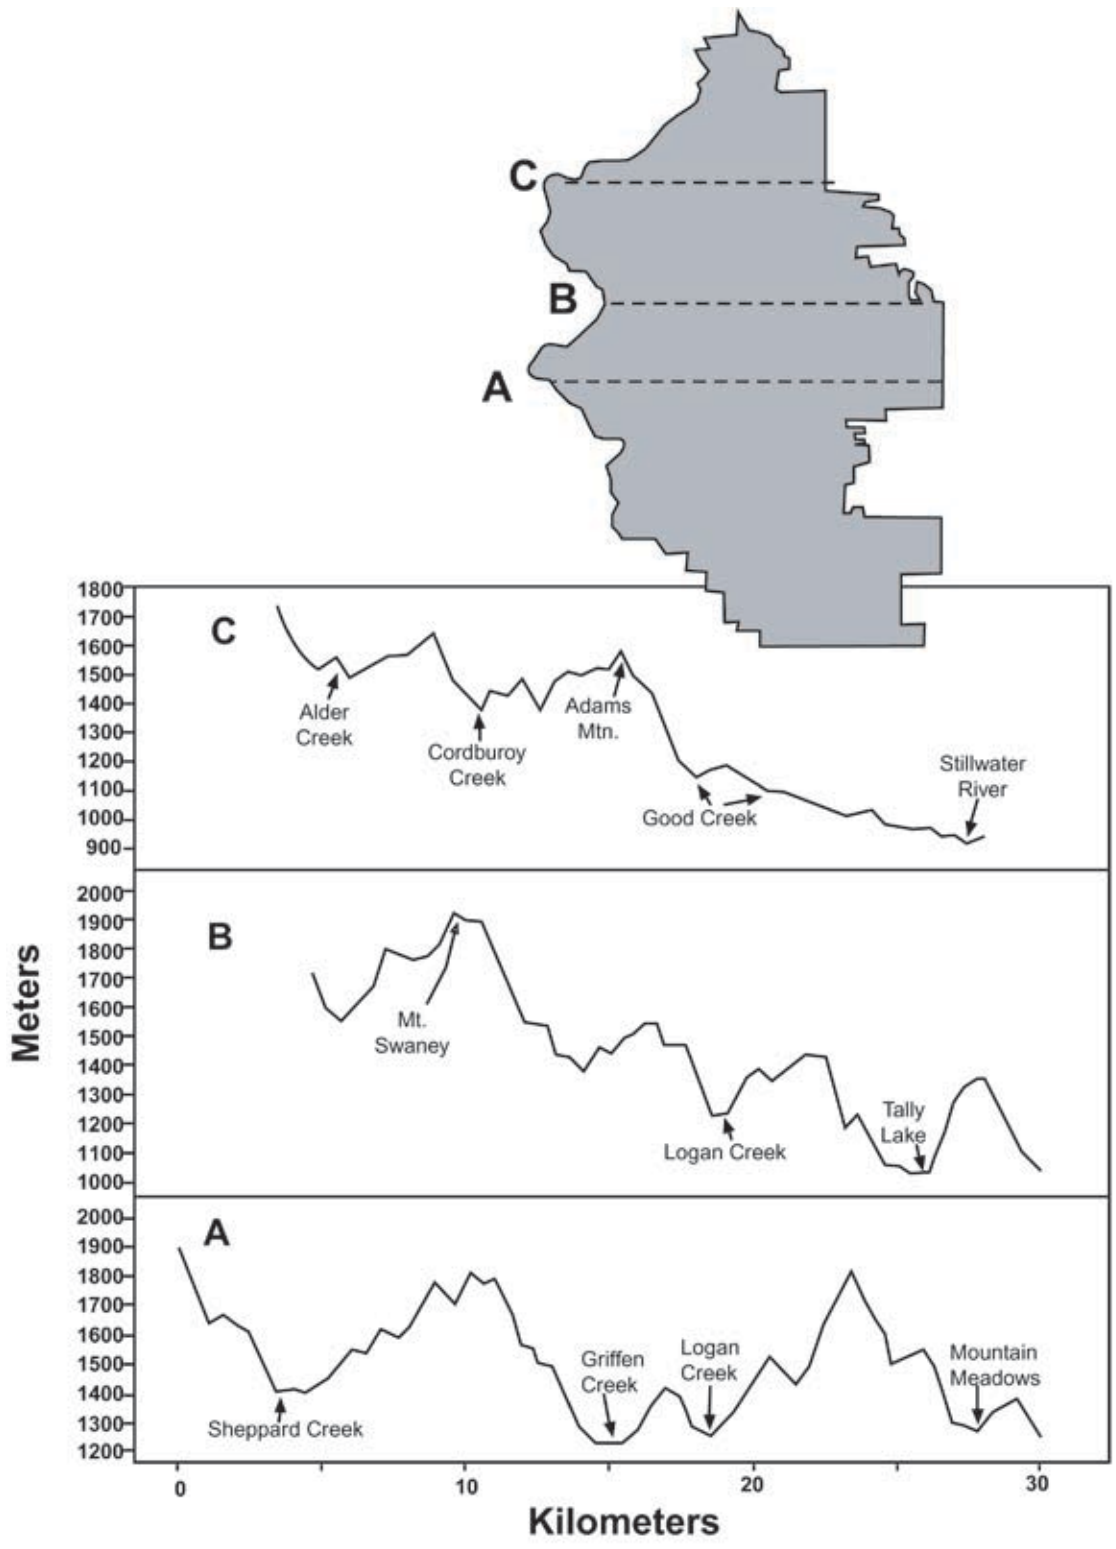 C
B
A
1800
1700
1600
1500
1400
1300
1200
1100
1000
900
C
Alder
Creek
Cordburoy
Creek
Adams
Mtn.
Good Creek
Stillwater
River
2000
1900
1800
1700
1600
1500
1400
1300
1200
1100
1000
B
Mt.
Swaney
Logan Creek
Tally
Lake
Meters
2000
1900
1800
1700
1600
1500
1400
1300
1200
A
Sheppard Creek
Griffen
Creek
Logan
Creek
Mountain
Meadows
0
10
20
30
Kilometers